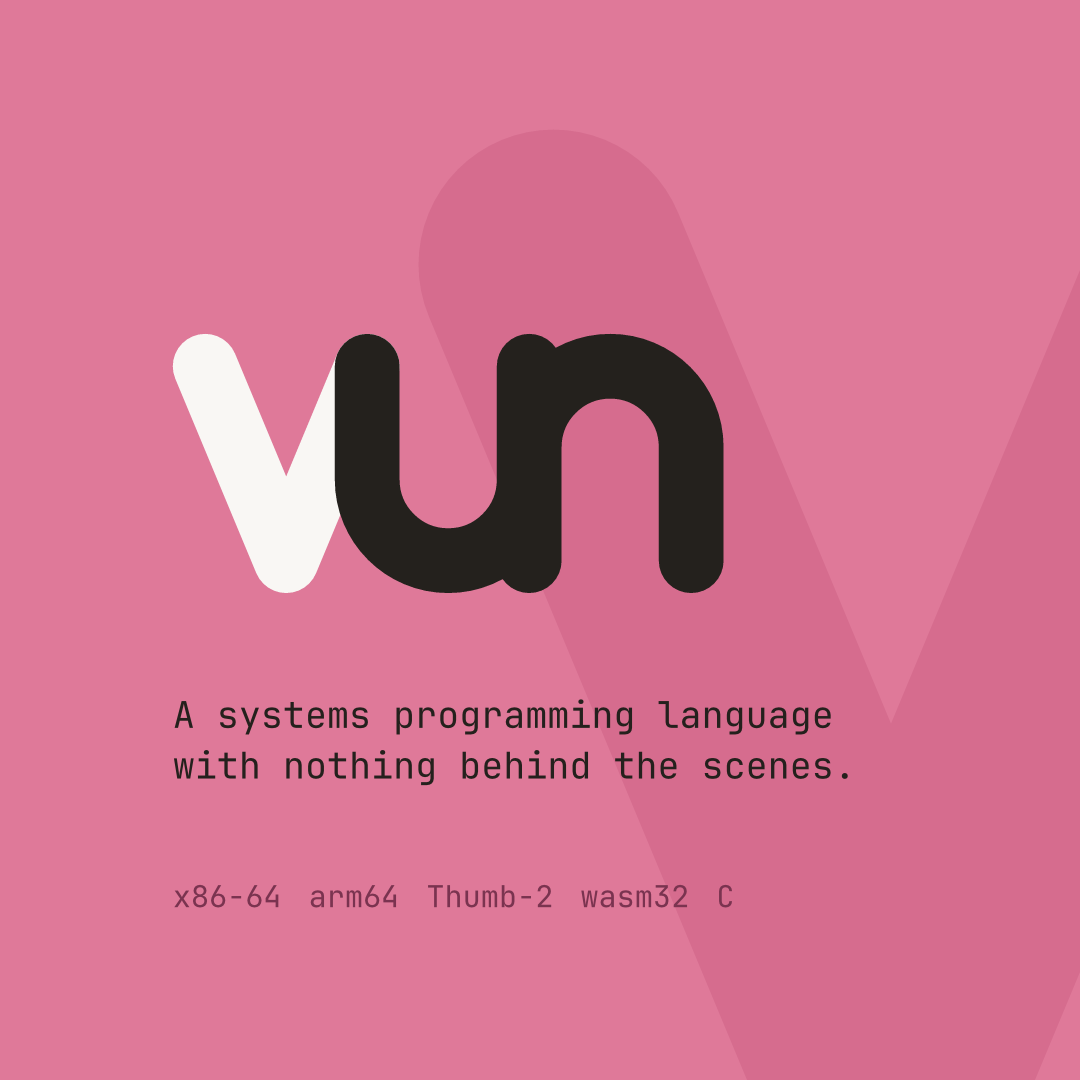 vun
A systems programming language
with nothing behind the scenes.
x86-64 arm64 Thumb-2 wasm32 C